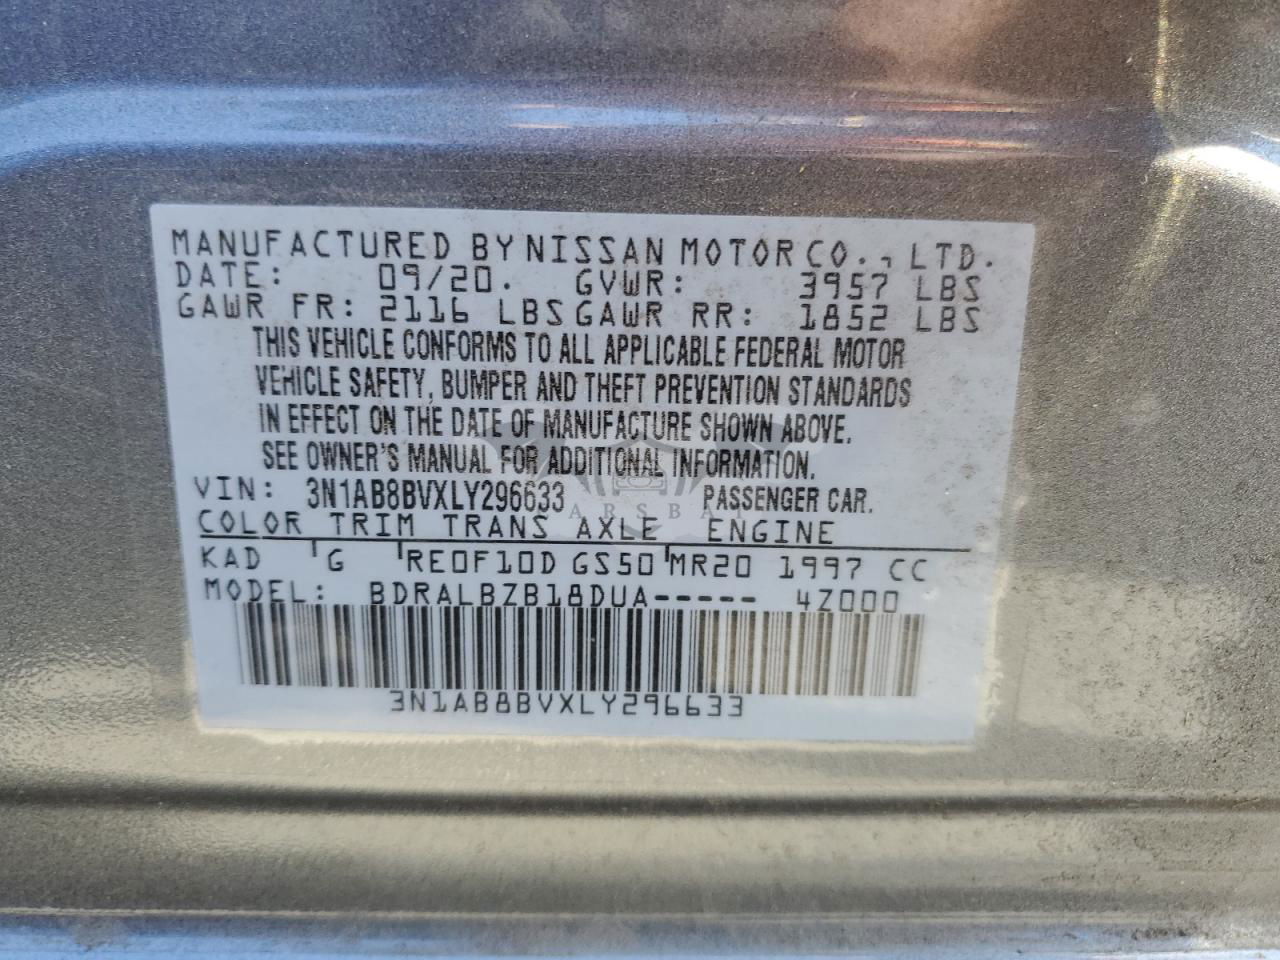 MANUFACTURED BY NISSAN MOTOR CO., LTD.
DATE: 09/20. GVWR: 3957 LBS
GAWR FR: 2116 LBS GAWR RR: 1852 LBS
THIS VEHICLE CONFORMS TO ALL APPLICABLE FEDERAL MOTOR
VEHICLE SAFETY, BUMPER AND THEFT PREVENTION STANDARDS
IN EFFECT ON THE DATE OF MANUFACTURE SHOWN ABOVE.
SEE OWNER'S MANUAL FOR ADDITIONAL INFORMATION.
VIN: 3N1AB8BVXLY296633 PASSENGER CAR.
COLOR TRIM TRANS AXLE ENGINE
KAD G RE0F10D GS50 MR20 1997 CC
MODEL: BDRALBZB18DUA----- 4Z000
3N1AB8BVXLY296633